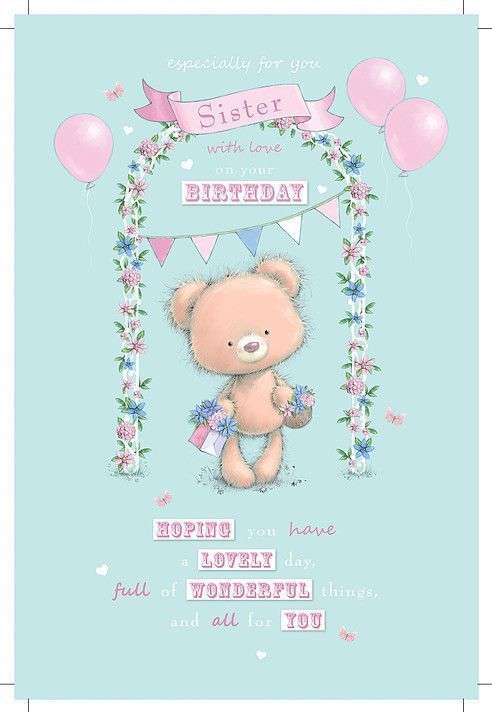 especially for you
Sister
with love
on your
BIRTHDAY
HOPING you have
a LOVELY day,
full of WONDERFUL things,
and all for YOU